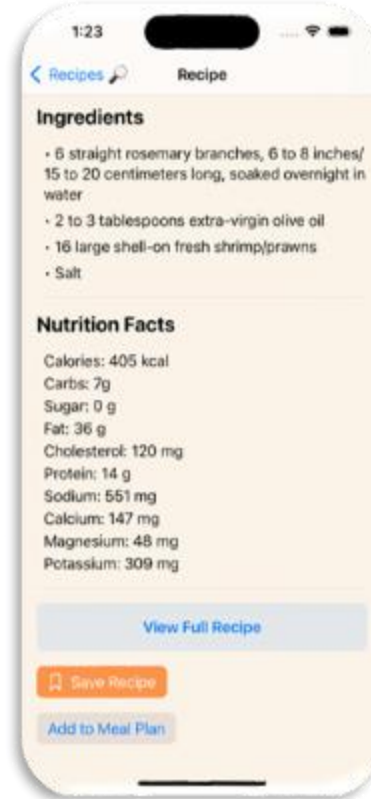 1:23
Recipes 🔎 Recipe
Ingredients
• 6 straight rosemary branches, 6 to 8 inches/
15 to 20 centimeters long, soaked overnight in
water
• 2 to 3 tablespoons extra-virgin olive oil
• 16 large shell-on fresh shrimp/prawns
• Salt
Nutrition Facts
Calories: 405 kcal
Carbs: 7g
Sugar: 0 g
Fat: 36 g
Cholesterol: 120 mg
Protein: 14 g
Sodium: 551 mg
Calcium: 147 mg
Magnesium: 48 mg
Potassium: 309 mg
View Full Recipe
Save Recipe
Add to Meal Plan